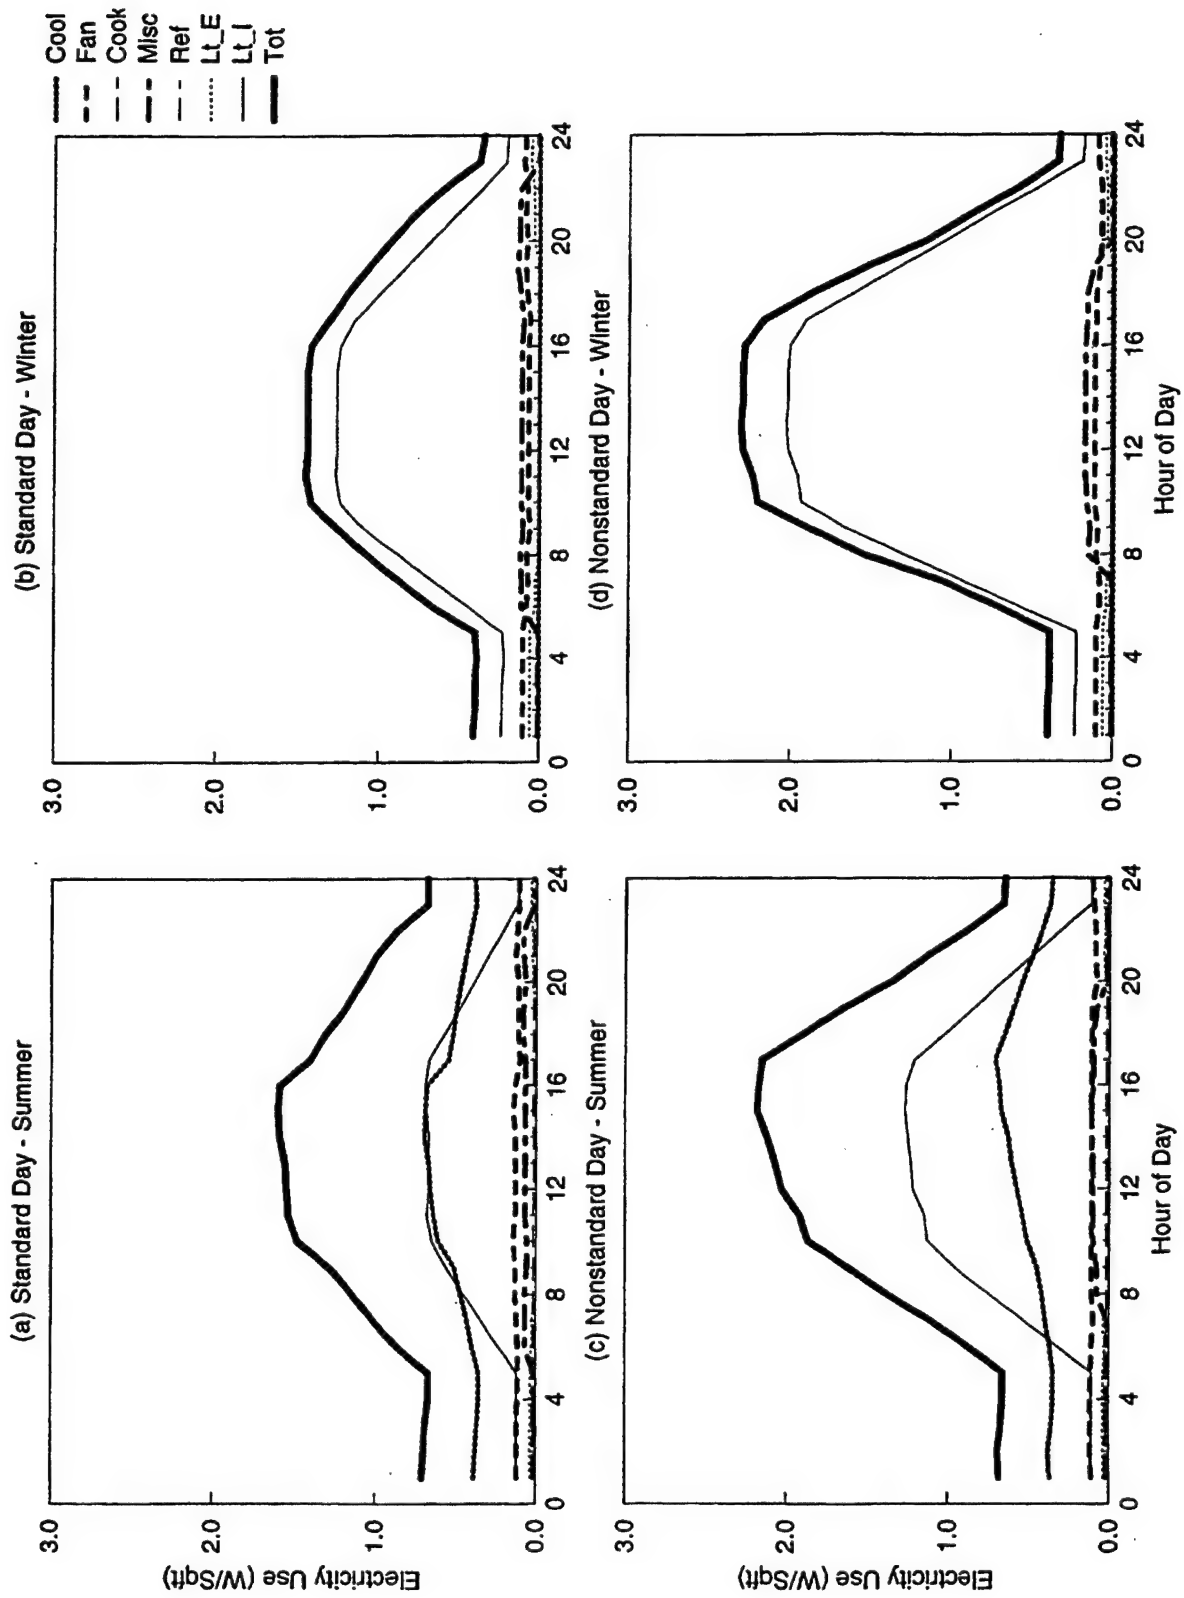 (a) Standard Day - Summer
(b) Standard Day - Winter
Cool
Fan
Cook
Misc
Ref
Lt_E
Lt_I
Tot
3.0
2.0
1.0
0.0
Electricity Use (W/Sqft)
0 4 8 12 16 20 24
3.0
2.0
1.0
0.0
0 4 8 12 16 20 24
(c) Nonstandard Day - Summer
(d) Nonstandard Day - Winter
3.0
2.0
1.0
0.0
Electricity Use (W/Sqft)
0 4 8 12 16 20 24
Hour of Day
3.0
2.0
1.0
0.0
0 4 8 12 16 20 24
Hour of Day